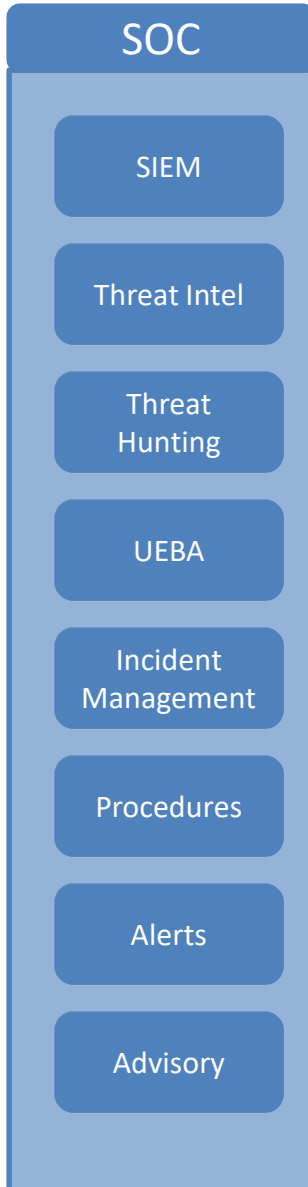 SOC
SIEM
Threat Intel
Threat
Hunting
UEBA
Incident
Management
Procedures
Alerts
Advisory